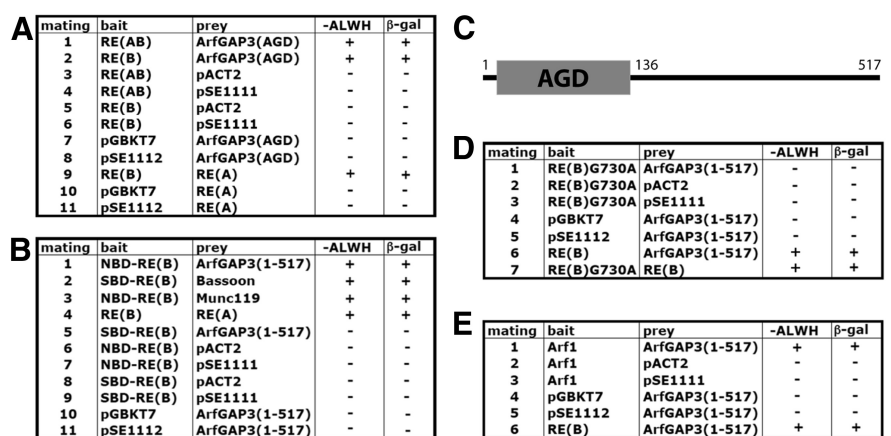 A
mating bait prey -ALWH β-gal
1 RE(AB) ArfGAP3(AGD) + +
2 RE(B) ArfGAP3(AGD) + +
3 RE(AB) pACT2 - -
4 RE(AB) pSE1111 - -
5 RE(B) pACT2 - -
6 RE(B) pSE1111 - -
7 pGBKT7 ArfGAP3(AGD) - -
8 pSE1112 ArfGAP3(AGD) - -
9 RE(B) RE(A) + +
10 pGBKT7 RE(A) - -
11 pSE1112 RE(A) - -
B
mating bait prey -ALWH β-gal
1 NBD-RE(B) ArfGAP3(1-517) + +
2 SBD-RE(B) Bassoon + +
3 NBD-RE(B) Munc119 + +
4 RE(B) RE(A) + +
5 SBD-RE(B) ArfGAP3(1-517) - -
6 NBD-RE(B) pACT2 - -
7 NBD-RE(B) pSE1111 - -
8 SBD-RE(B) pACT2 - -
9 SBD-RE(B) pSE1111 - -
10 pGBKT7 ArfGAP3(1-517) - -
11 pSE1112 ArfGAP3(1-517) - -
C
1 136 517
AGD
D
mating bait prey -ALWH β-gal
1 RE(B)G730A ArfGAP3(1-517) - -
2 RE(B)G730A pACT2 - -
3 RE(B)G730A pSE1111 - -
4 pGBKT7 ArfGAP3(1-517) - -
5 pSE1112 ArfGAP3(1-517) - -
6 RE(B) ArfGAP3(1-517) + +
7 RE(B)G730A RE(B) + +
E
mating bait prey -ALWH β-gal
1 Arf1 ArfGAP3(1-517) + +
2 Arf1 pACT2 - -
3 Arf1 pSE1111 - -
4 pGBKT7 ArfGAP3(1-517) - -
5 pSE1112 ArfGAP3(1-517) - -
6 RE(B) ArfGAP3(1-517) + +